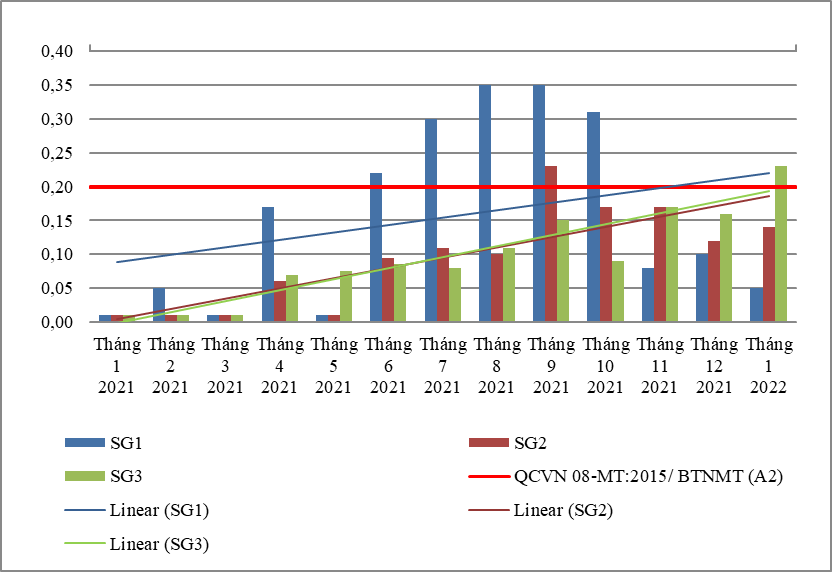 0,40
0,35
0,30
0,25
0,20
0,15
0,10
0,05
0,00
Tháng Tháng Tháng Tháng Tháng Tháng Tháng Tháng Tháng Tháng Tháng Tháng Tháng
1 2 3 4 5 6 7 8 9 10 11 12 1
2021 2021 2021 2021 2021 2021 2021 2021 2021 2021 2021 2021 2022
SG1 SG2
SG3 QCVN 08-MT:2015/ BTNMT (A2)
Linear (SG1) Linear (SG2)
Linear (SG3)